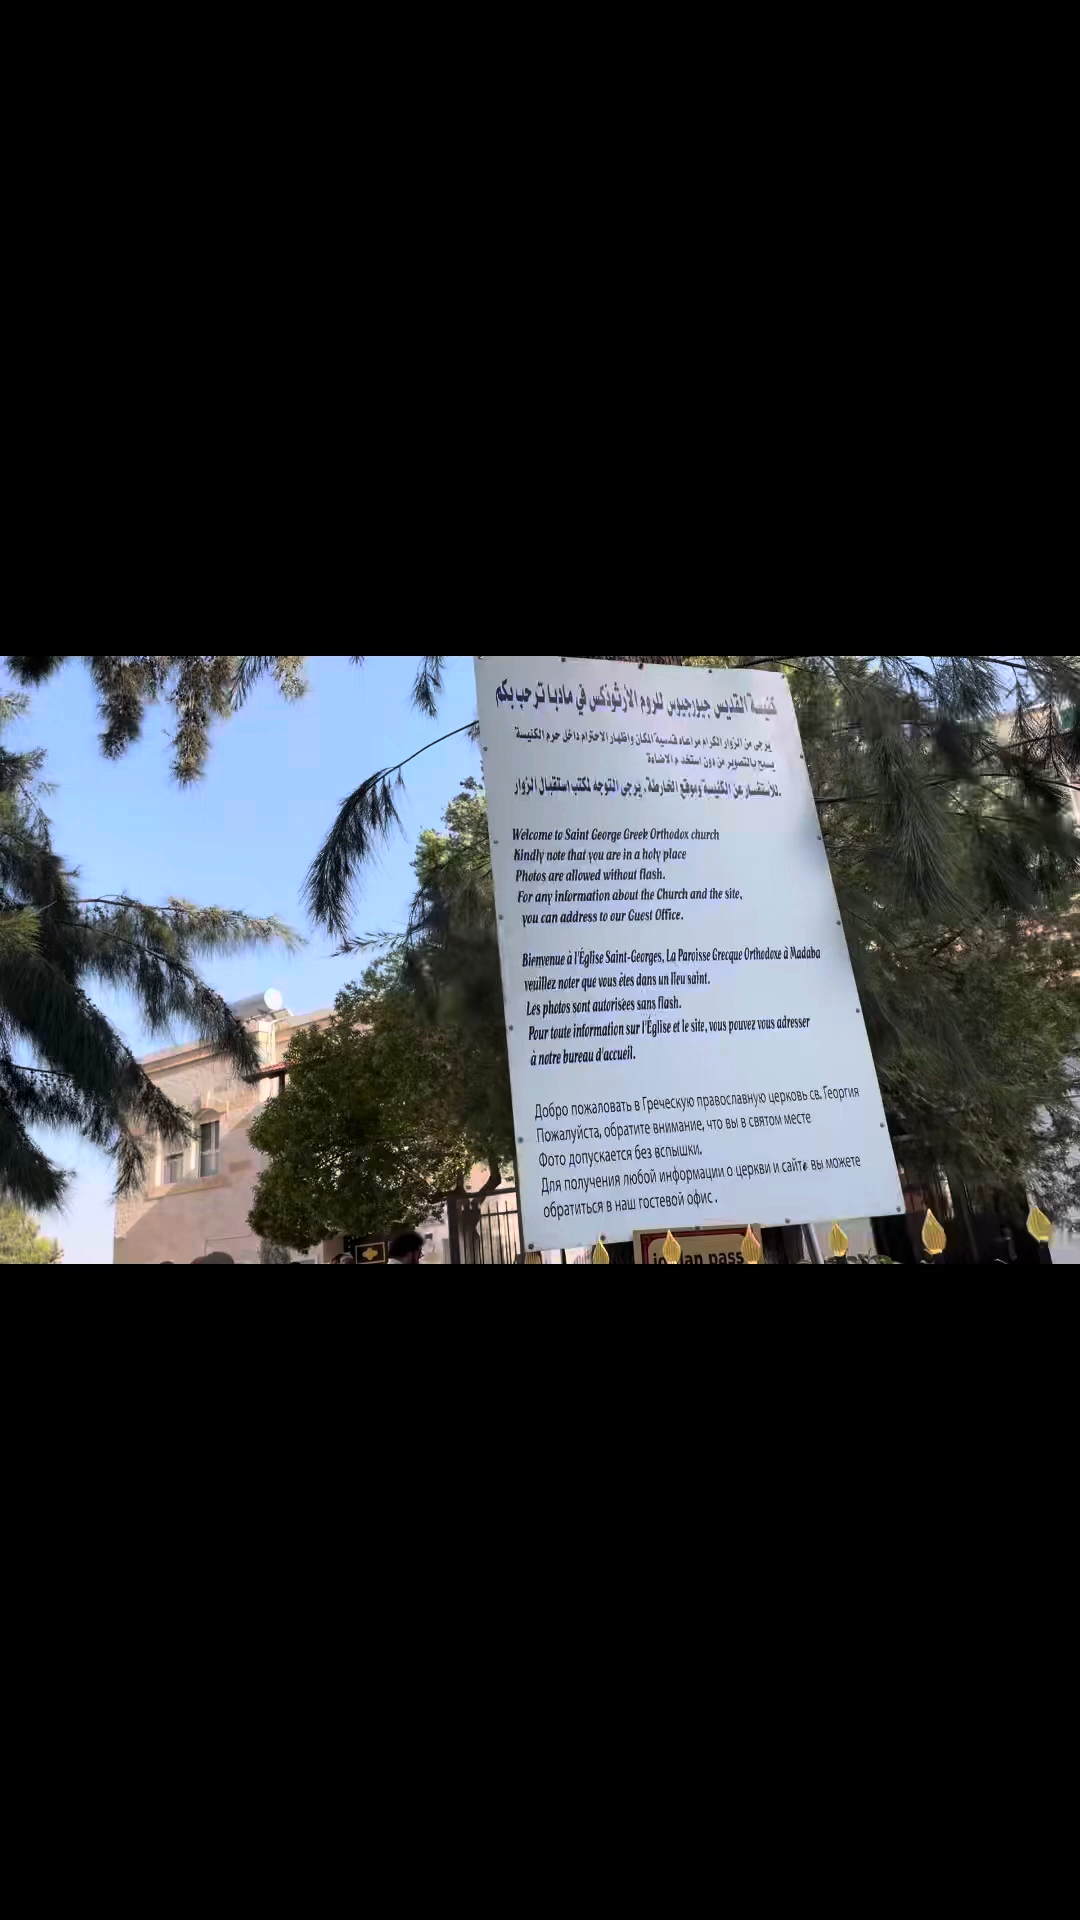 كنيسة القديس جيورجيوس للروم الأرثوذكس في مادبا ترحب بكم
يرجى من الزوار الكرام مراعاه قدسية المكان واظهار الاحترام داخل حرم الكنيسة
يسمح بالتصوير من دون استخدام الاضاءة
للأستفسار عن الكنيسة وموقع الخارطة، يرجى التوجه لمكتب استقبال الزوار.
Welcome to Saint George Greek Orthodox church
Kindly note that you are in a holy place
Photos are allowed without flash.
For any information about the Church and the site,
you can address to our Guest Office.
Bienvenue à l'Église Saint-Georges, La Paroisse Grecque Orthodoxe à Madaba
veuillez noter que vous êtes dans un lieu saint.
Les photos sont autorisées sans flash.
Pour toute information sur l'Église et le site, vous pouvez vous adresser
à notre bureau d'accueil.
Добро пожаловать в Греческую православную церковь св. Георгия
Пожалуйста, обратите внимание, что вы в святом месте
Фото допускается без вспышки.
Для получения любой информации о церкви и сайте вы можете
обратиться в наш гостевой офис .
jordan pass